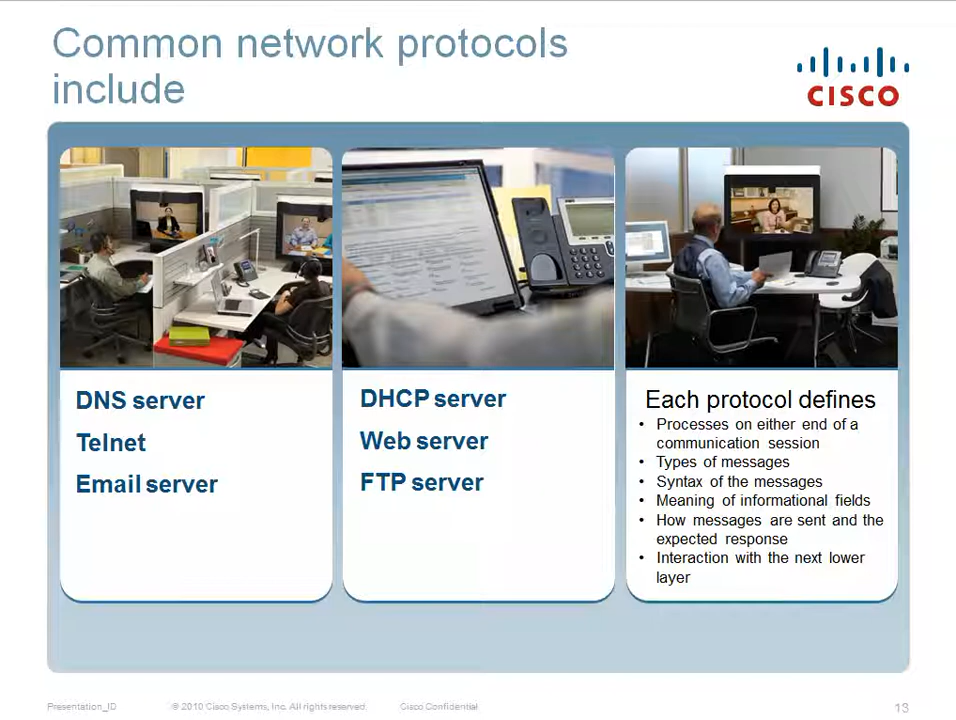 Common network protocols
include
CISCO
DNS server
Telnet
Email server
DHCP server
Web server
FTP server
Each protocol defines
• Processes on either end of a
communication session
• Types of messages
• Syntax of the messages
• Meaning of informational fields
• How messages are sent and the
expected response
• Interaction with the next lower
layer
Presentation_ID
© 2010 Cisco Systems, Inc. All rights reserved.
Cisco Confidential
13